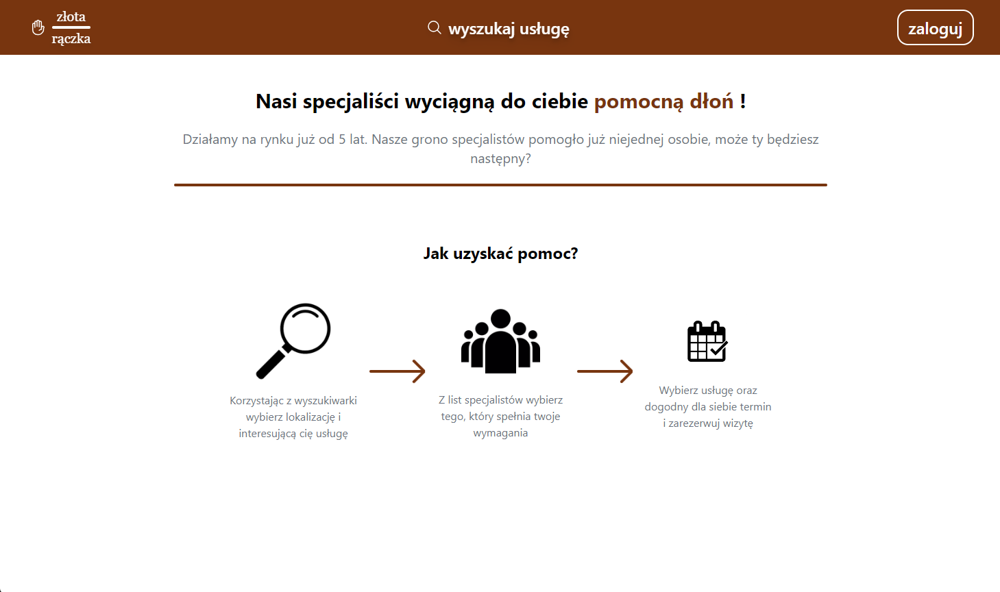 złota
rączka
wyszukaj usługę
zaloguj
Nasi specjaliści wyciągną do ciebie pomocną dłoń !
Działamy na rynku już od 5 lat. Nasze grono specjalistów pomogło już niejednej osobie, może ty będziesz
następny?
Jak uzyskać pomoc?
Korzystając z wyszukiwarki
wybierz lokalizację i
interesującą cię usługę
Z list specjalistów wybierz
tego, który spełnia twoje
wymagania
Wybierz usługę oraz
dogodny dla siebie termin
i zarezerwuj wizytę